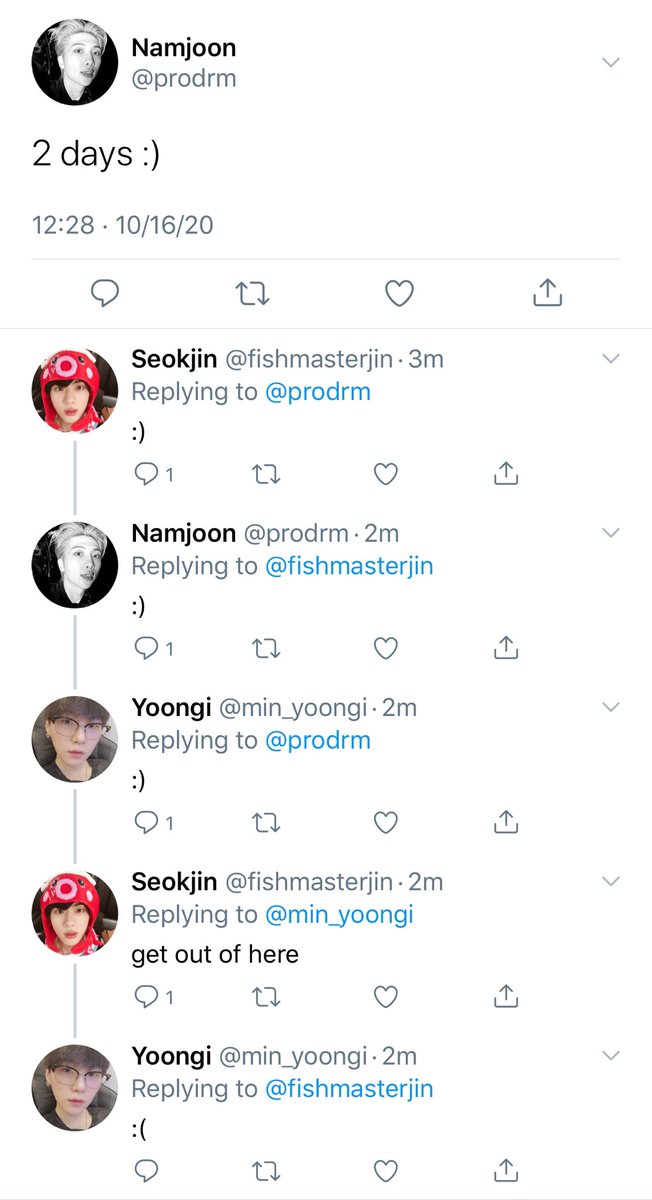 Namjoon
@prodrm
2 days :)
12:28 · 10/16/20
Seokjin @fishmasterjin · 3m
Replying to @prodrm
:)
1
Namjoon @prodrm · 2m
Replying to @fishmasterjin
:)
1
Yoongi @min_yoongi · 2m
Replying to @prodrm
:)
1
Seokjin @fishmasterjin · 2m
Replying to @min_yoongi
get out of here
1
Yoongi @min_yoongi · 2m
Replying to @fishmasterjin
:(